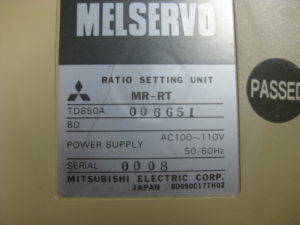 MELSERVO
RATIO SETTING UNIT
MR-RT
TD850A 006G51
BD
POWER SUPPLY AC100~110V
50/60Hz
SERIAL 0008
MITSUBISHI ELECTRIC CORP.
JAPAN BD990C177H02
PASSED